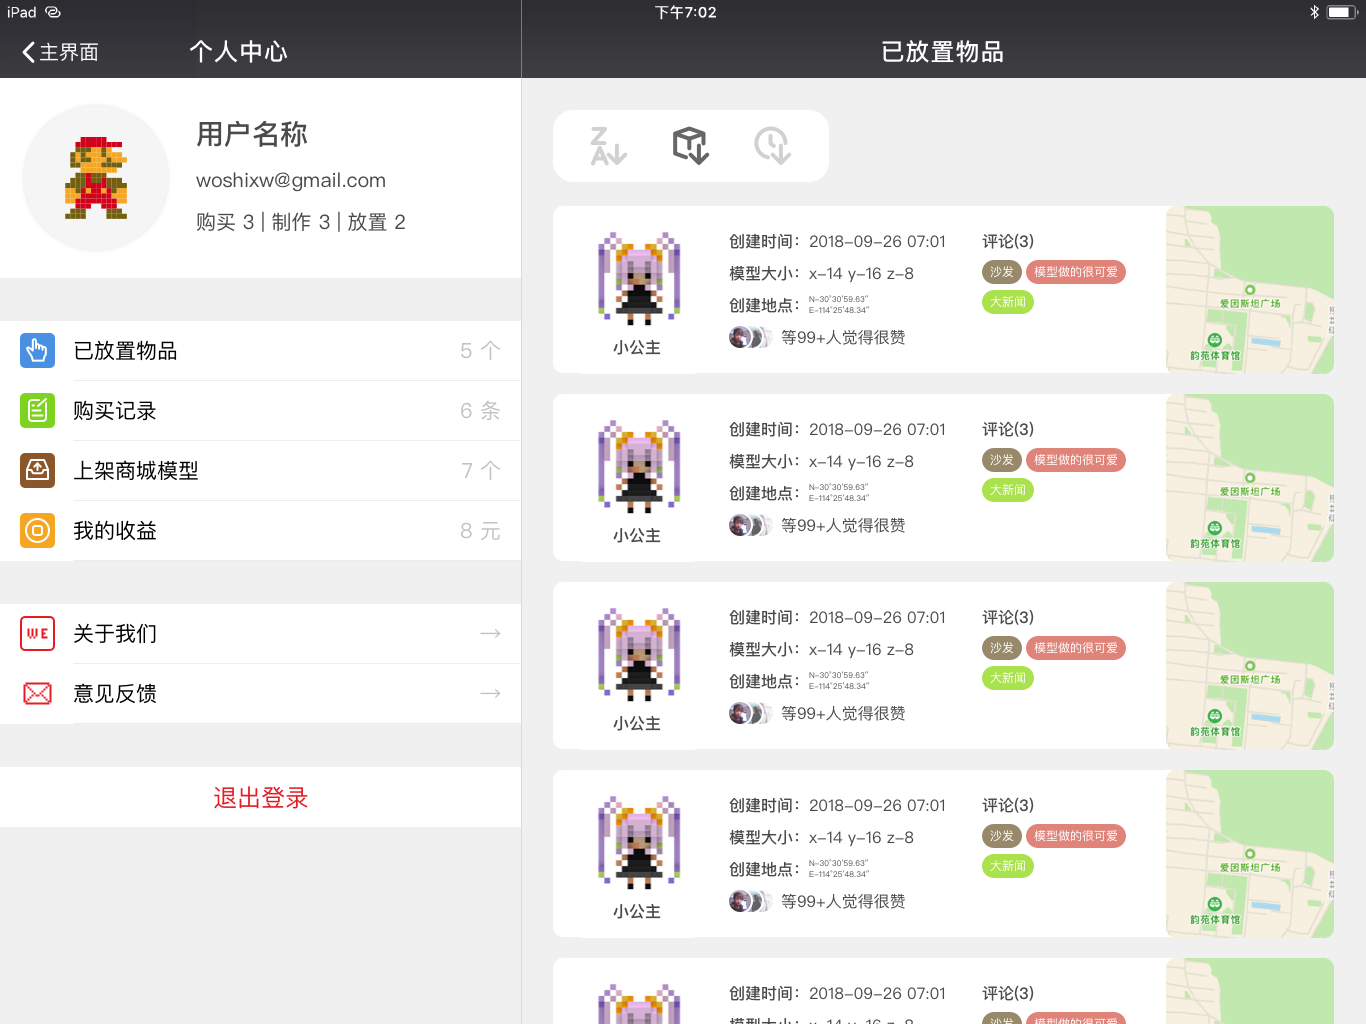 iPad
下午7:02
主界面
个人中心
已放置物品
用户名称
woshixw@gmail.com
购买 3 | 制作 3 | 放置 2
已放置物品 5 个
购买记录 6 条
上架商城模型 7 个
我的收益 8 元
WE 关于我们
意见反馈
退出登录
Z
A
小公主
创建时间： 2018-09-26 07:01
模型大小： x-14 y-16 z-8
创建地点： N-30°30'59.63"
E-114°25'48.34"
等99+人觉得很赞
评论(3)
沙发 模型做的很可爱
大新闻
爱因斯坦广场
韵苑体育馆
小公主
创建时间： 2018-09-26 07:01
模型大小： x-14 y-16 z-8
创建地点： N-30°30'59.63"
E-114°25'48.34"
等99+人觉得很赞
评论(3)
沙发 模型做的很可爱
大新闻
爱因斯坦广场
韵苑体育馆
小公主
创建时间： 2018-09-26 07:01
模型大小： x-14 y-16 z-8
创建地点： N-30°30'59.63"
E-114°25'48.34"
等99+人觉得很赞
评论(3)
沙发 模型做的很可爱
大新闻
爱因斯坦广场
韵苑体育馆
小公主
创建时间： 2018-09-26 07:01
模型大小： x-14 y-16 z-8
创建地点： N-30°30'59.63"
E-114°25'48.34"
等99+人觉得很赞
评论(3)
沙发 模型做的很可爱
大新闻
爱因斯坦广场
韵苑体育馆
创建时间： 2018-09-26 07:01
模型大小： x-14 y-16 z-8
评论(3)
沙发 模型做的很可爱